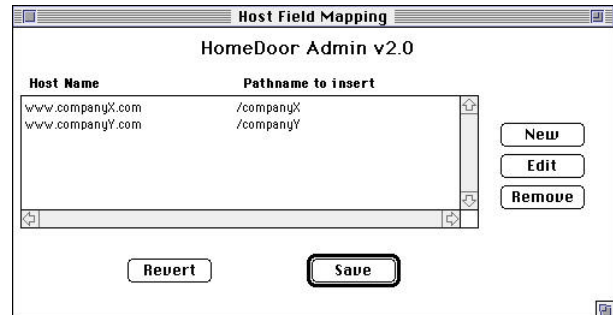 Host Field Mapping
HomeDoor Admin v2.0
Host Name Pathname to insert
www.companyX.com /companyX
www.companyY.com /companyY
New
Edit
Remove
Revert Save